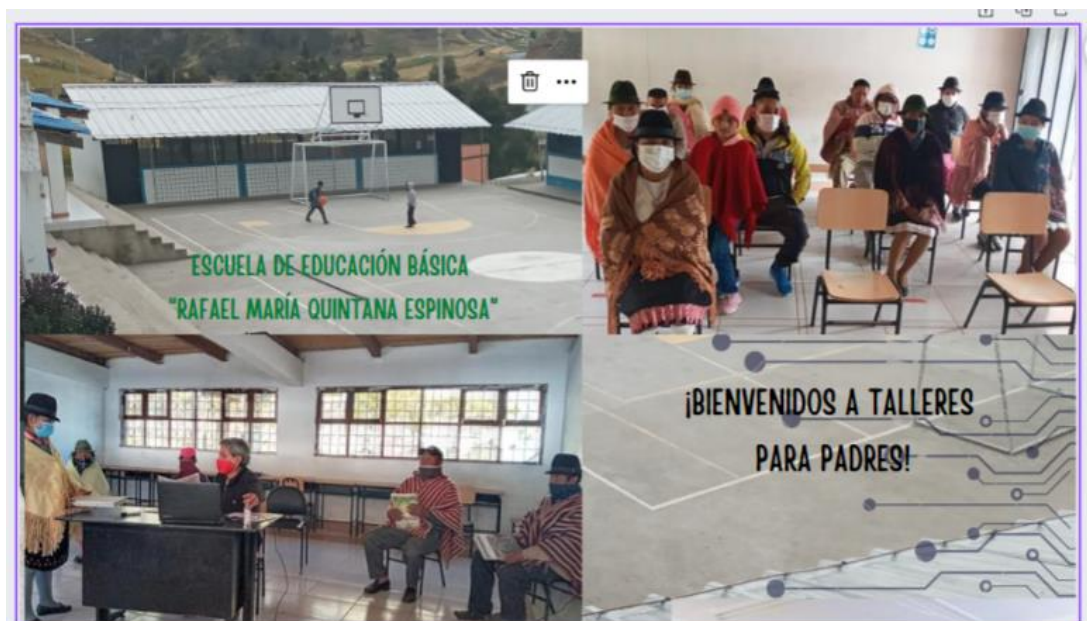 ESCUELA DE EDUCACIÓN BÁSICA
"RAFAEL MARÍA QUINTANA ESPINOSA"
¡BIENVENIDOS A TALLERES
PARA PADRES!